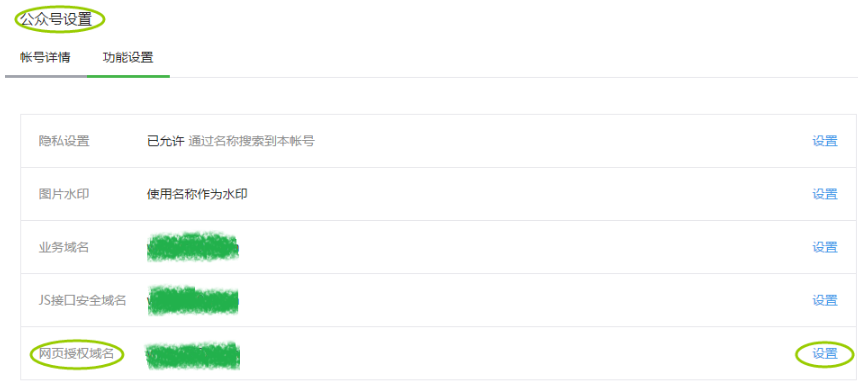 公众号设置
帐号详情 功能设置
隐私设置 已允许 通过名称搜索到本帐号 设置
图片水印 使用名称作为水印 设置
业务域名 设置
JS接口安全域名 设置
网页授权域名 设置